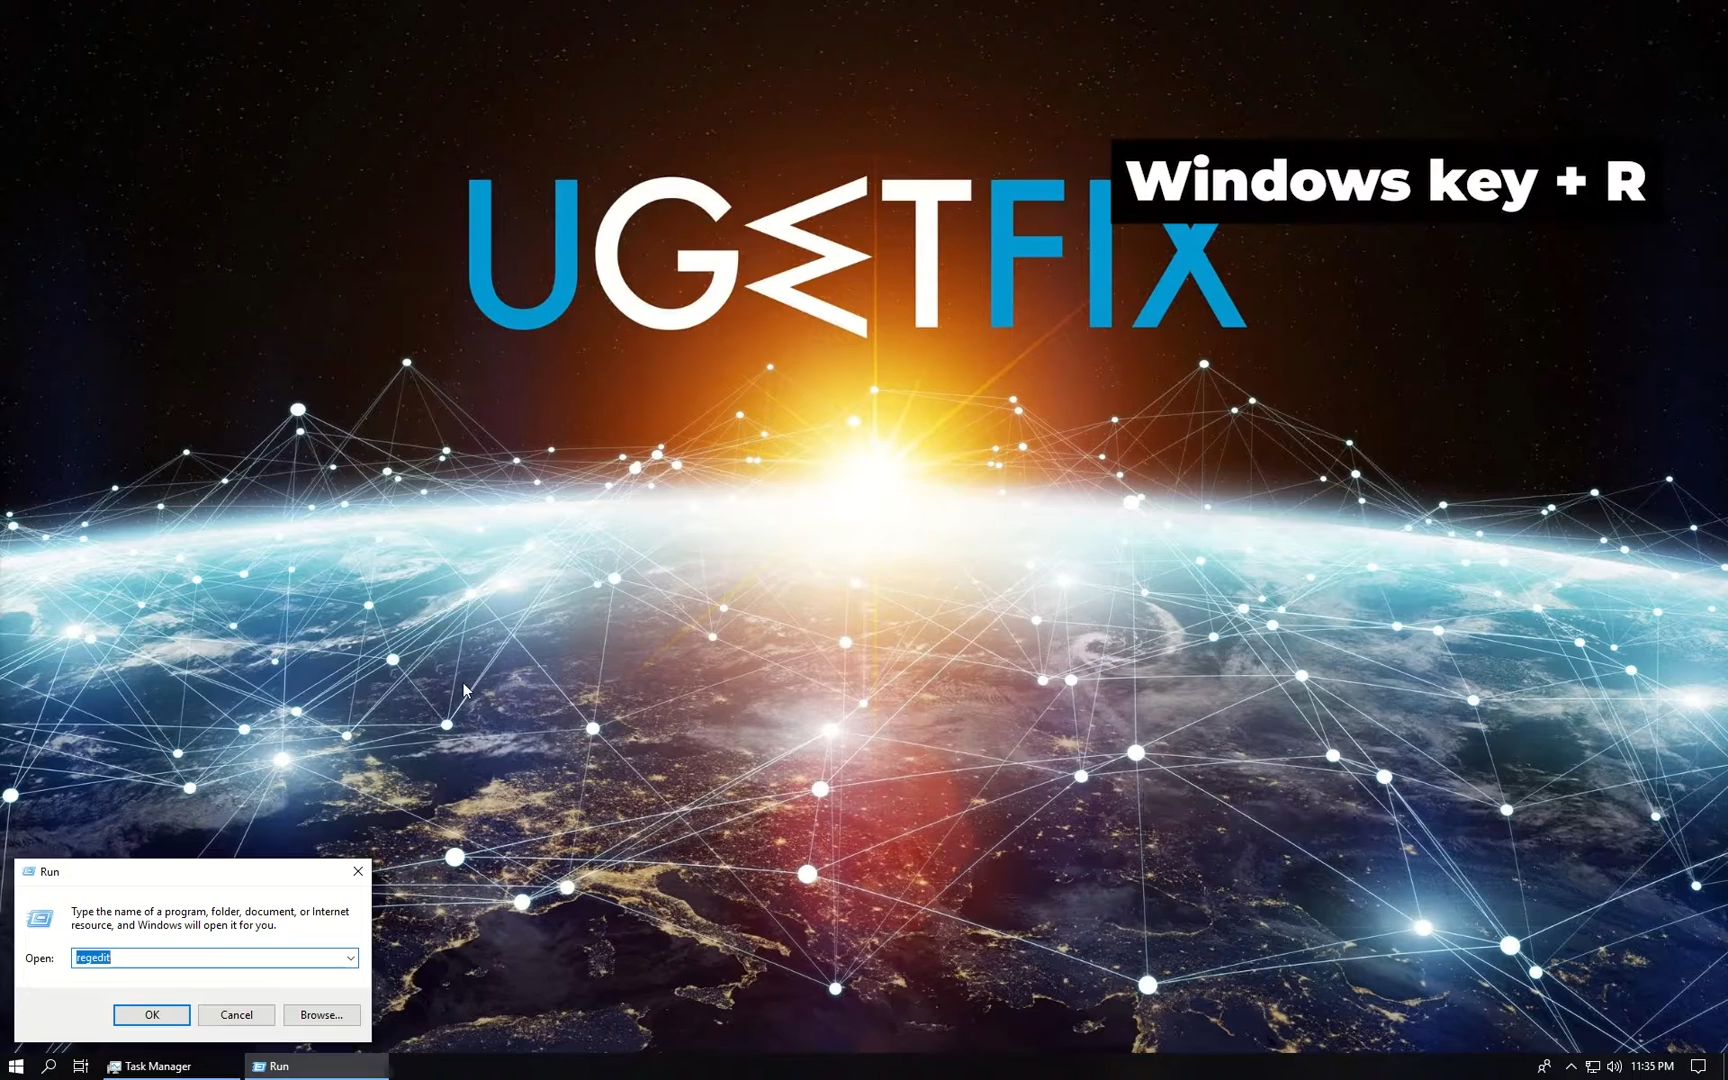 Windows key + R
UGETFIX
Run
Type the name of a program, folder, document, or Internet
resource, and Windows will open it for you.
Open: regedit
OK Cancel Browse...
Task Manager Run 11:35 PM